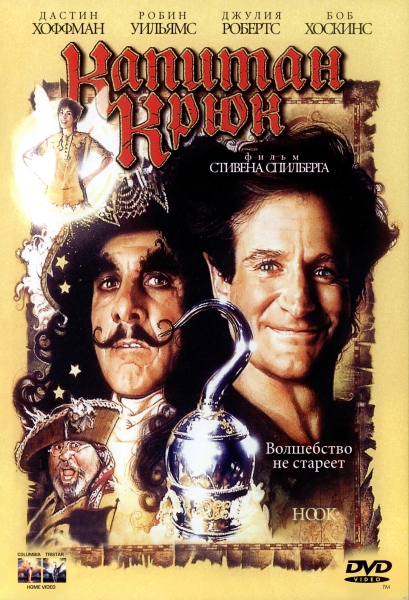 ДАСТИН
ХОФФМАН
РОБИН
УИЛЬЯМС
ДЖУЛИЯ
РОБЕРТС
БОБ
ХОСКИНС
Капитан
Крюк
ФИЛЬМ
СТИВЕНА СПИЛБЕРГА
Волшебство
не стареет
HOOK
COLUMBIA TRISTAR
HOME VIDEO
DVD
VIDEO
TM